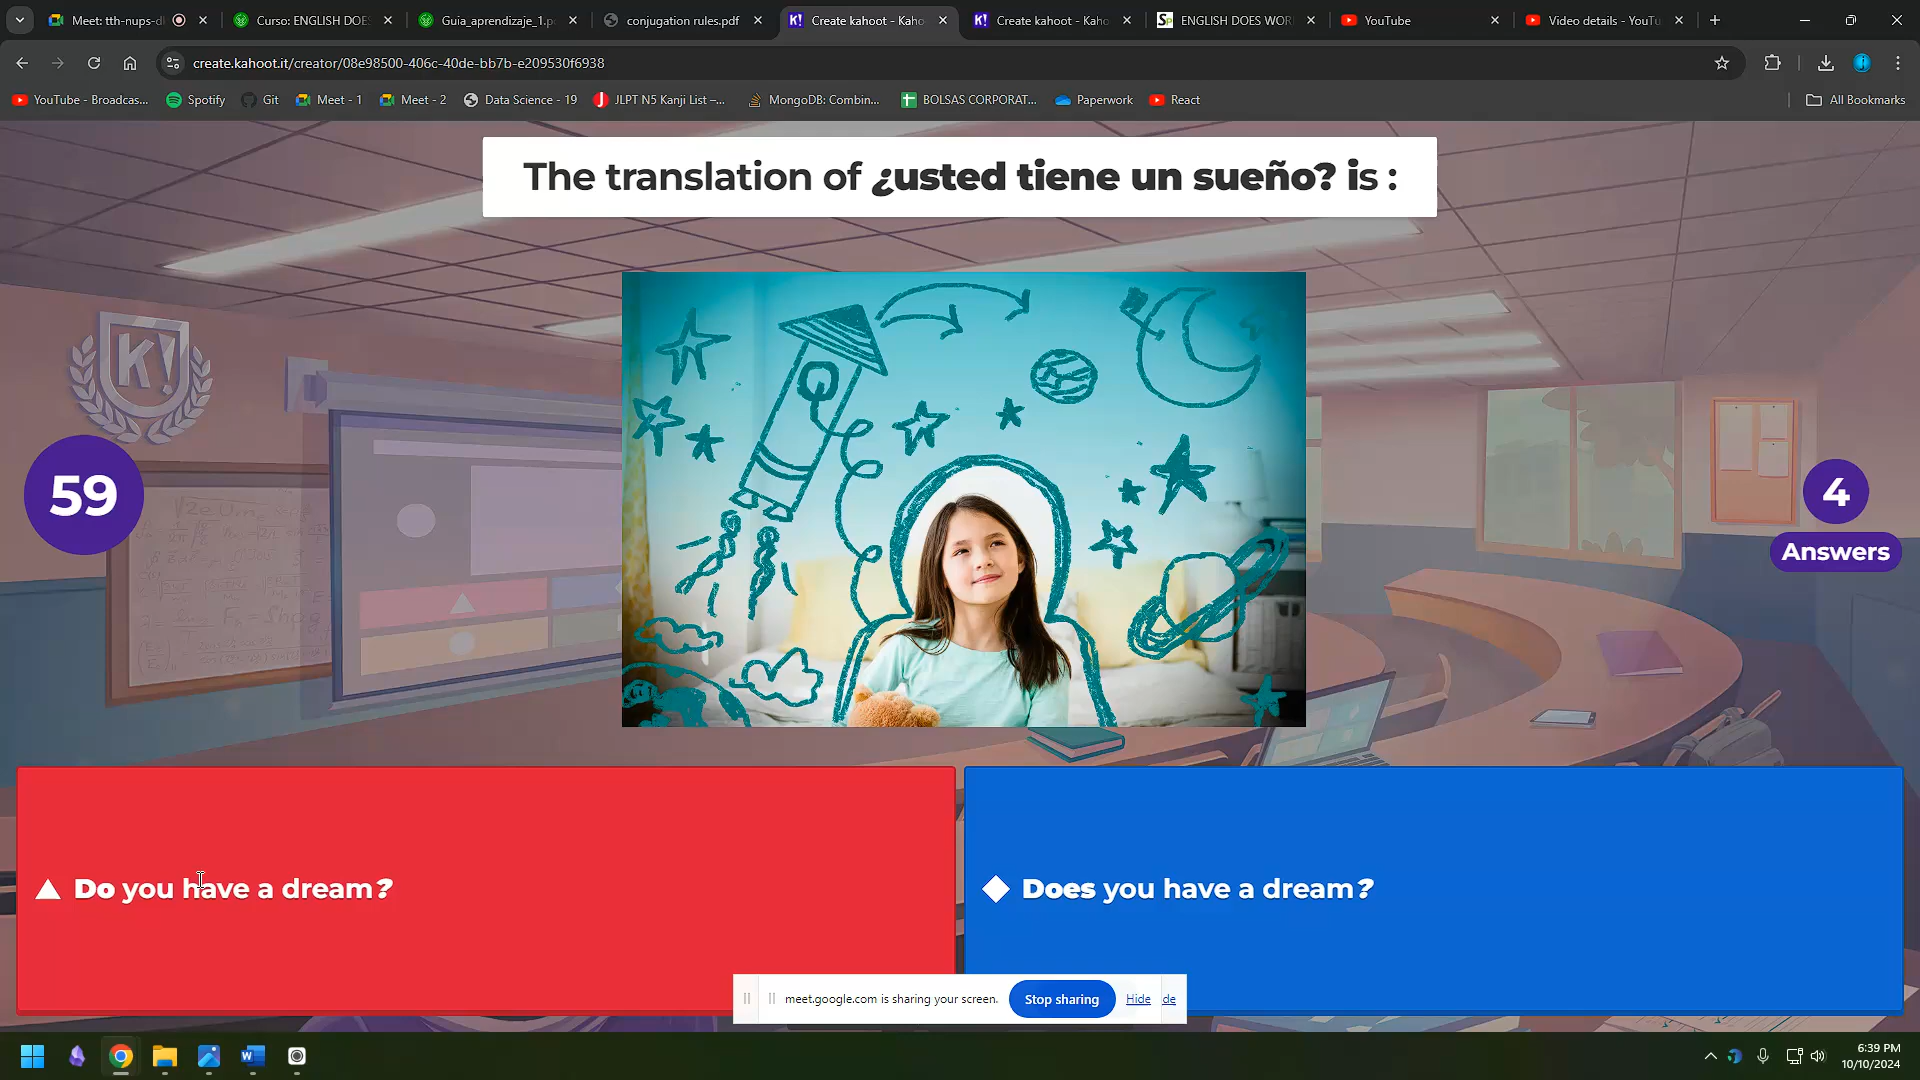 Meet: tth-nups-d
Curso: ENGLISH DOES
Guia_aprendizaje_1.p
conjugation rules.pdf
Create kahoot - Kaho
Create kahoot - Kaho
ENGLISH DOES WOR
YouTube
Video details - YouTu
create.kahoot.it/creator/08e98500-406c-40de-bb7b-e209530f6938
YouTube - Broadcas...
Spotify
Git
Meet - 1
Meet - 2
Data Science - 19
JLPT N5 Kanji List –...
MongoDB: Combin...
BOLSAS CORPORAT...
Paperwork
React
All Bookmarks
The translation of ¿usted tiene un sueño? is :
K!
59
4
Answers
Do you have a dream?
Does you have a dream?
meet.google.com is sharing your screen.
Stop sharing
Hide
de
6:39 PM
10/10/2024